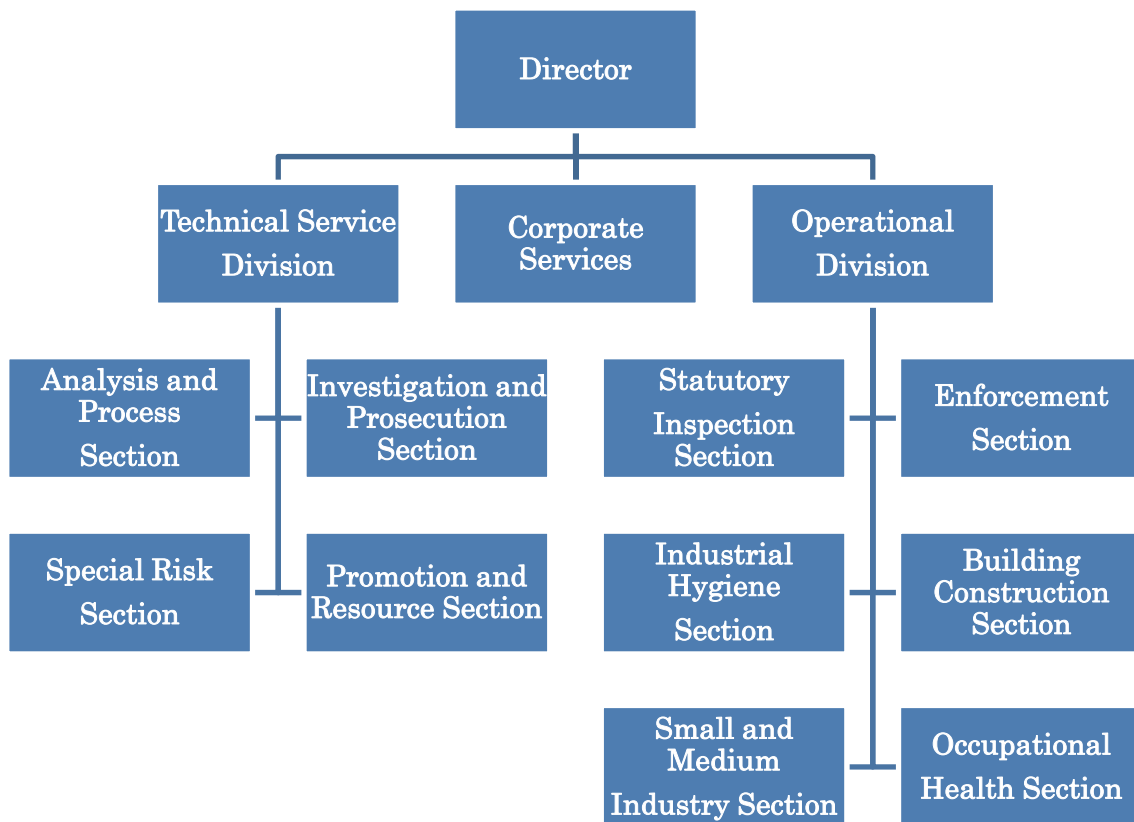 Director
Technical Service
Division
Corporate
Services
Operational
Division
Analysis and
Process
Section
Investigation and
Prosecution
Section
Statutory
Inspection
Section
Enforcement
Section
Special Risk
Section
Promotion and
Resource Section
Industrial
Hygiene
Section
Building
Construction
Section
Small and
Medium
Industry Section
Occupational
Health Section